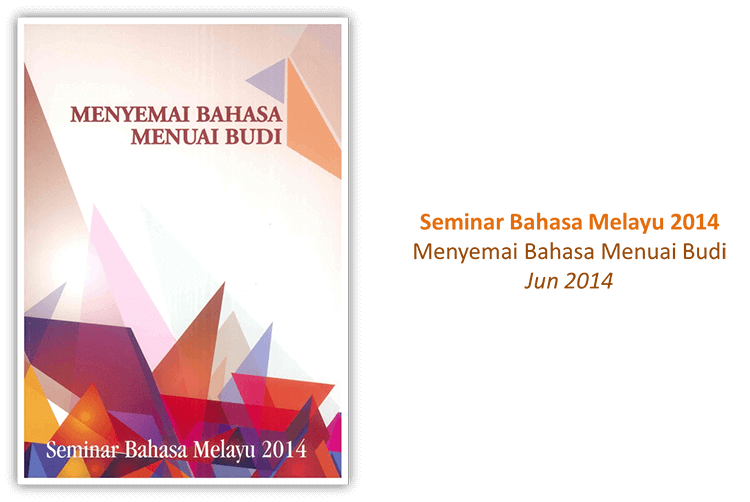 MENYEMAI BAHASA
MENUAI BUDI
Seminar Bahasa Melayu 2014
Seminar Bahasa Melayu 2014
Menyemai Bahasa Menuai Budi
Jun 2014